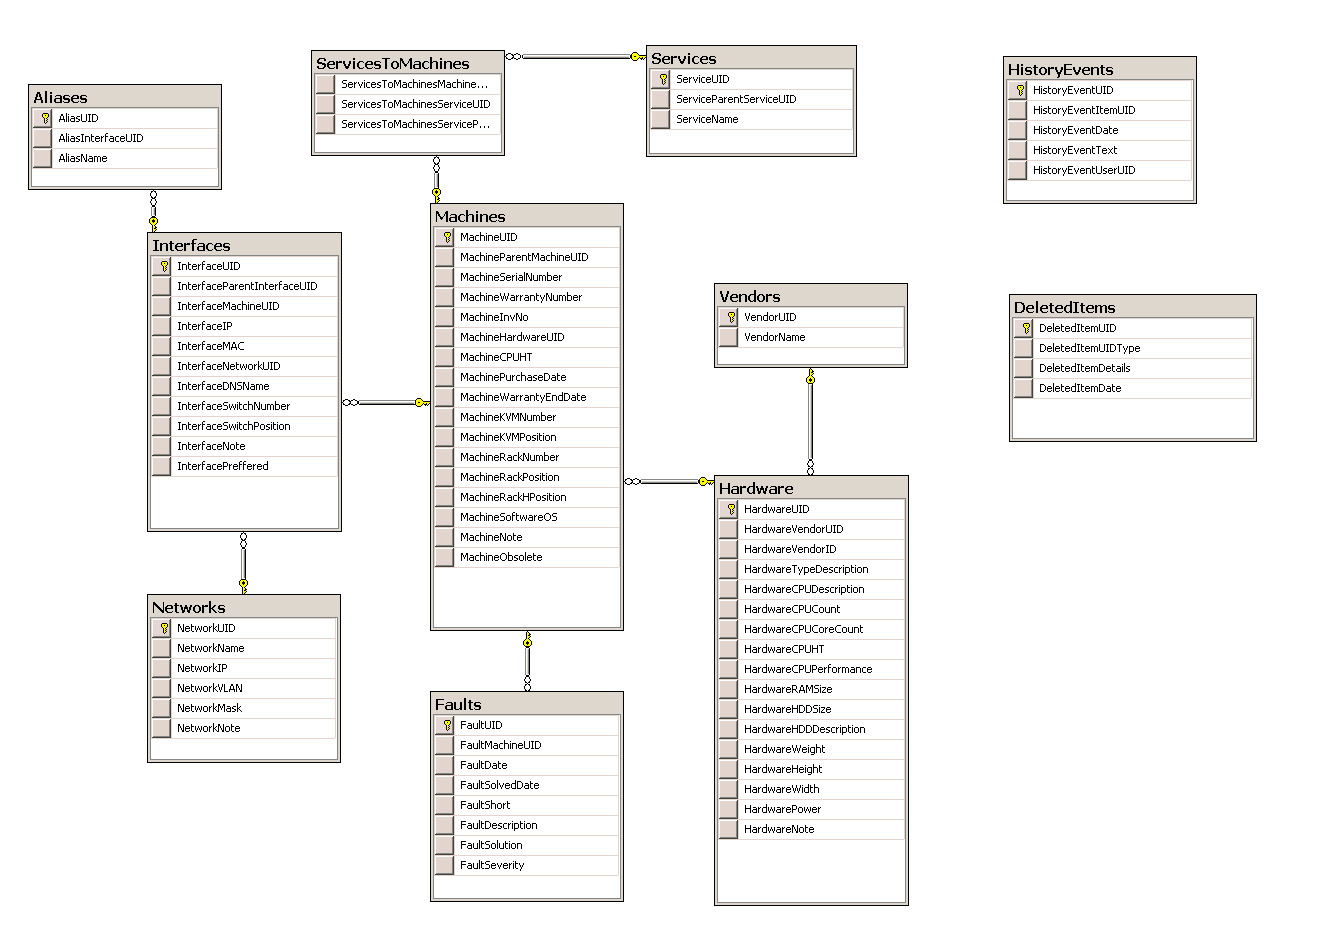 Aliases
AliasUID
AliasInterfaceUID
AliasName
ServicesToMachines
ServicesToMachinesMachine...
ServicesToMachinesServiceUID
ServicesToMachinesServiceP...
Services
ServiceUID
ServiceParentServiceUID
ServiceName
HistoryEvents
HistoryEventUID
HistoryEventItemUID
HistoryEventDate
HistoryEventText
HistoryEventUserUID
Interfaces
InterfaceUID
InterfaceParentInterfaceUID
InterfaceMachineUID
InterfaceIP
InterfaceMAC
InterfaceNetworkUID
InterfaceDNSName
InterfaceSwitchNumber
InterfaceSwitchPosition
InterfaceNote
InterfacePreffered
Machines
MachineUID
MachineParentMachineUID
MachineSerialNumber
MachineWarrantyNumber
MachineInvNo
MachineHardwareUID
MachineCPUHT
MachinePurchaseDate
MachineWarrantyEndDate
MachineKVMNumber
MachineKVMPosition
MachineRackNumber
MachineRackPosition
MachineRackHPosition
MachineSoftwareOS
MachineNote
MachineObsolete
Vendors
VendorUID
VendorName
DeletedItems
DeletedItemUID
DeletedItemUIDType
DeletedItemDetails
DeletedItemDate
Hardware
HardwareUID
HardwareVendorUID
HardwareVendorID
HardwareTypeDescription
HardwareCPUDescription
HardwareCPUCount
HardwareCPUCoreCount
HardwareCPUHT
HardwareCPUPerformance
HardwareRAMSize
HardwareHDDSize
HardwareHDDDescription
HardwareWeight
HardwareHeight
HardwareWidth
HardwarePower
HardwareNote
Networks
NetworkUID
NetworkName
NetworkIP
NetworkVLAN
NetworkMask
NetworkNote
Faults
FaultUID
FaultMachineUID
FaultDate
FaultSolvedDate
FaultShort
FaultDescription
FaultSolution
FaultSeverity